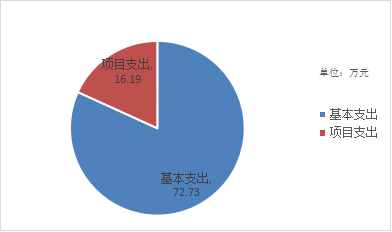 项目支出,
16.19
单位：万元
基本支出
项目支出
基本支出,
72.73